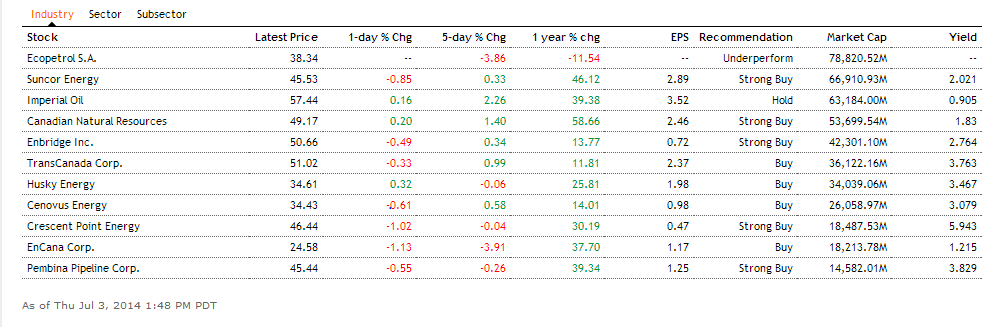 Industry Sector Subsector
Stock Latest Price 1-day % Chg 5-day % Chg 1 year % chg EPS Recommendation Market Cap Yield
Ecopetrol S.A. 38.34 -- -3.86 -11.54 -- Underperform 78,820.52M --
Suncor Energy 45.53 -0.85 0.33 46.12 2.89 Strong Buy 66,910.93M 2.021
Imperial Oil 57.44 0.16 2.26 39.38 3.52 Hold 63,184.00M 0.905
Canadian Natural Resources 49.17 0.20 1.40 58.66 2.46 Strong Buy 53,699.54M 1.83
Enbridge Inc. 50.66 -0.49 0.34 13.77 0.72 Strong Buy 42,301.10M 2.764
TransCanada Corp. 51.02 -0.33 0.99 11.81 2.37 Buy 36,122.16M 3.763
Husky Energy 34.61 0.32 -0.06 25.81 1.98 Buy 34,039.06M 3.467
Cenovus Energy 34.43 -0.61 0.58 14.01 0.98 Buy 26,058.97M 3.079
Crescent Point Energy 46.44 -1.02 -0.04 30.19 0.47 Strong Buy 18,487.53M 5.943
EnCana Corp. 24.58 -1.13 -3.91 37.70 1.17 Buy 18,213.78M 1.215
Pembina Pipeline Corp. 45.44 -0.55 -0.26 39.34 1.25 Strong Buy 14,582.01M 3.829
As of Thu Jul 3, 2014 1:48 PM PDT